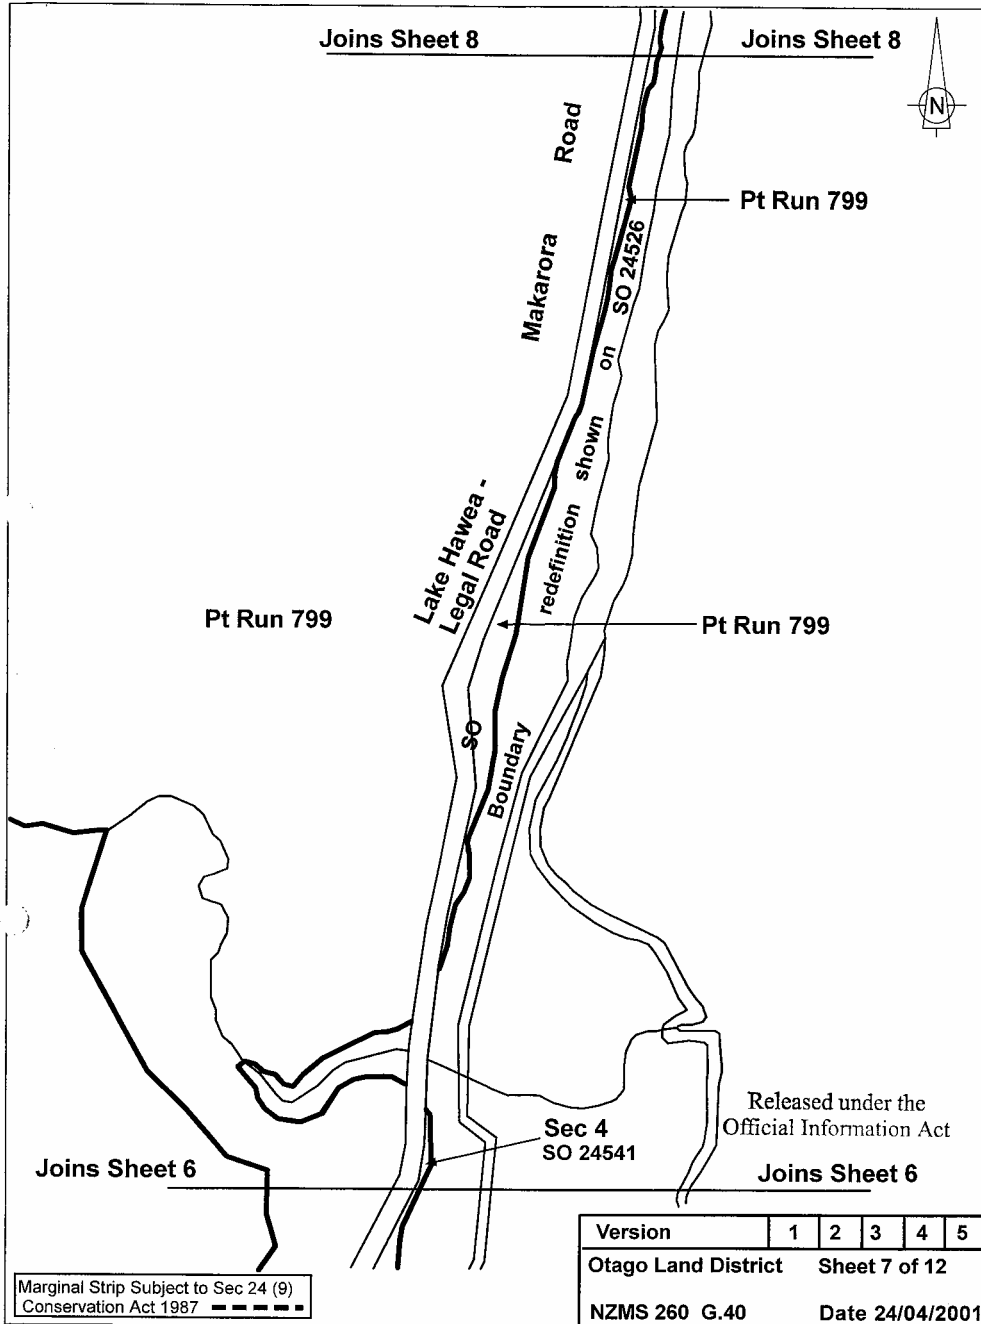 Joins Sheet 8
Joins Sheet 8
N
Road
Makarora
Pt Run 799
SO 24526
on
shown
redefinition
Boundary
SO
Lake Hawea -
Legal Road
Pt Run 799
Pt Run 799
Sec 4
SO 24541
Released under the
Official Information Act
Joins Sheet 6
Joins Sheet 6
Version 1 2 3 4 5
Otago Land District Sheet 7 of 12
NZMS 260 G.40 Date 24/04/2001
Marginal Strip Subject to Sec 24 (9)
Conservation Act 1987